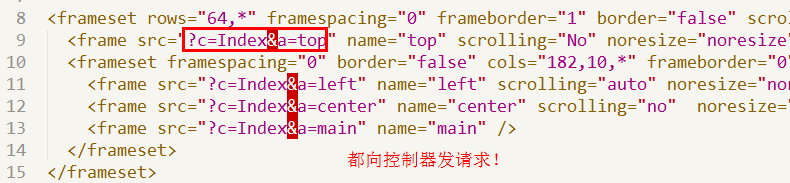 8 <frameset rows="64,*" framespacing="0" frameborder="1" border="false" scrol
9 <frame src="?c=Index&a=top" name="top" scrolling="No" noresize="noresize"
10 <frameset framespacing="0" border="false" cols="182,10,*" frameborder="0"
11 <frame src="?c=Index&a=left" name="left" scrolling="auto" noresize="nor
12 <frame src="?c=Index&a=center" name="center" scrolling="no" noresize=
13 <frame src="?c=Index&a=main" name="main" />
14 </frameset>
都向控制器发请求!
15 </frameset>